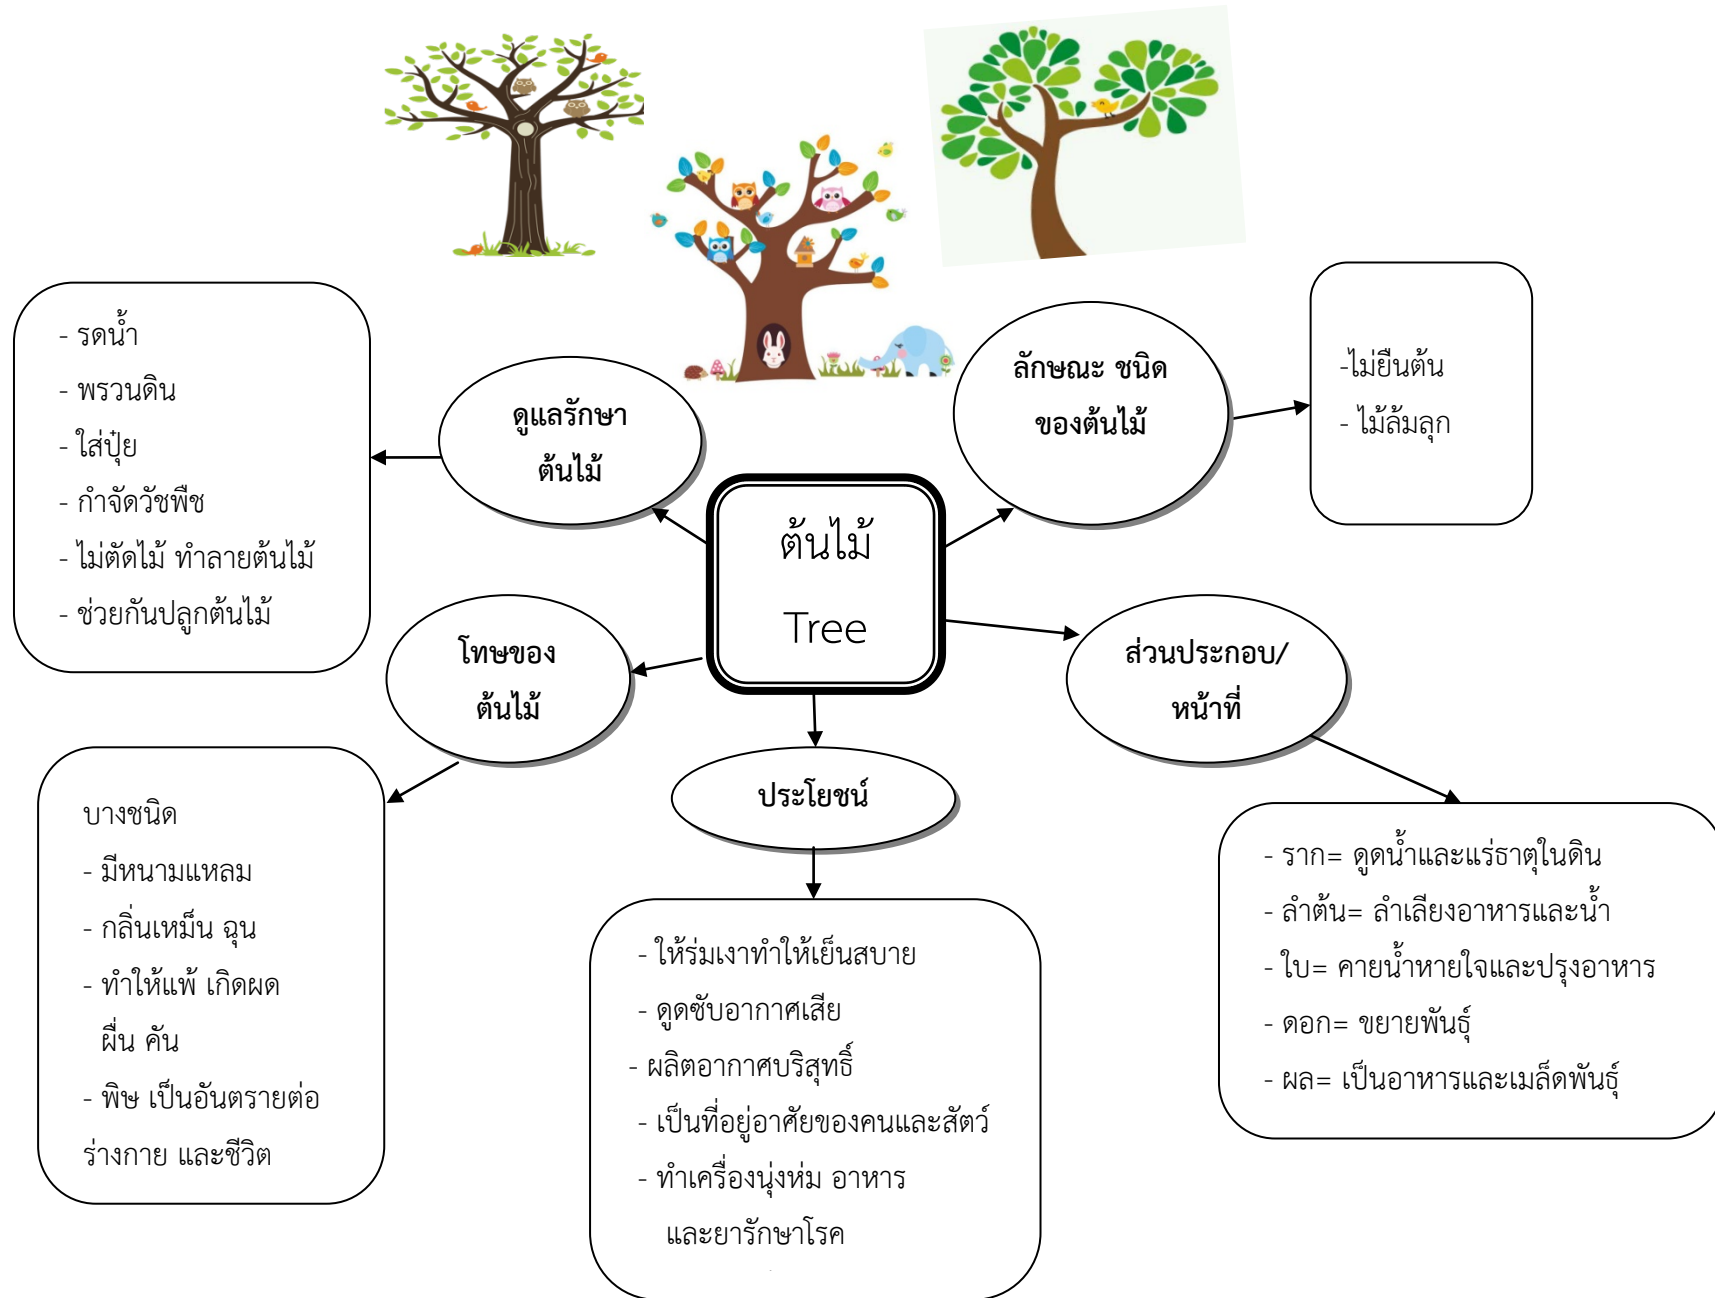 - รดน้ำ
- พรวนดิน
- ใส่ปุ๋ย
- กำจัดวัชพืช
- ไม่ตัดไม้ ทำลายต้นไม้
- ช่วยกันปลูกต้นไม้
ดูแลรักษา
ต้นไม้
ลักษณะ ชนิด
ของต้นไม้
-ไม่ยืนต้น
- ไม้ล้มลุก
ต้นไม้
Tree
โทษของ
ต้นไม้
ส่วนประกอบ/
หน้าที่
ประโยชน์
บางชนิด
- มีหนามแหลม
- กลิ่นเหม็น ฉุน
- ทำให้แพ้ เกิดผด
ผื่น คัน
- พิษ เป็นอันตรายต่อ
ร่างกาย และชีวิต
- ให้ร่มเงาทำให้เย็นสบาย
- ดูดซับอากาศเสีย
- ผลิตอากาศบริสุทธิ์
- เป็นที่อยู่อาศัยของคนและสัตว์
- ทำเครื่องนุ่งห่ม อาหาร
และยารักษาโรค
- ราก= ดูดน้ำและแร่ธาตุในดิน
- ลำต้น= ลำเลียงอาหารและน้ำ
- ใบ= คายน้ำหายใจและปรุงอาหาร
- ดอก= ขยายพันธุ์
- ผล= เป็นอาหารและเมล็ดพันธุ์